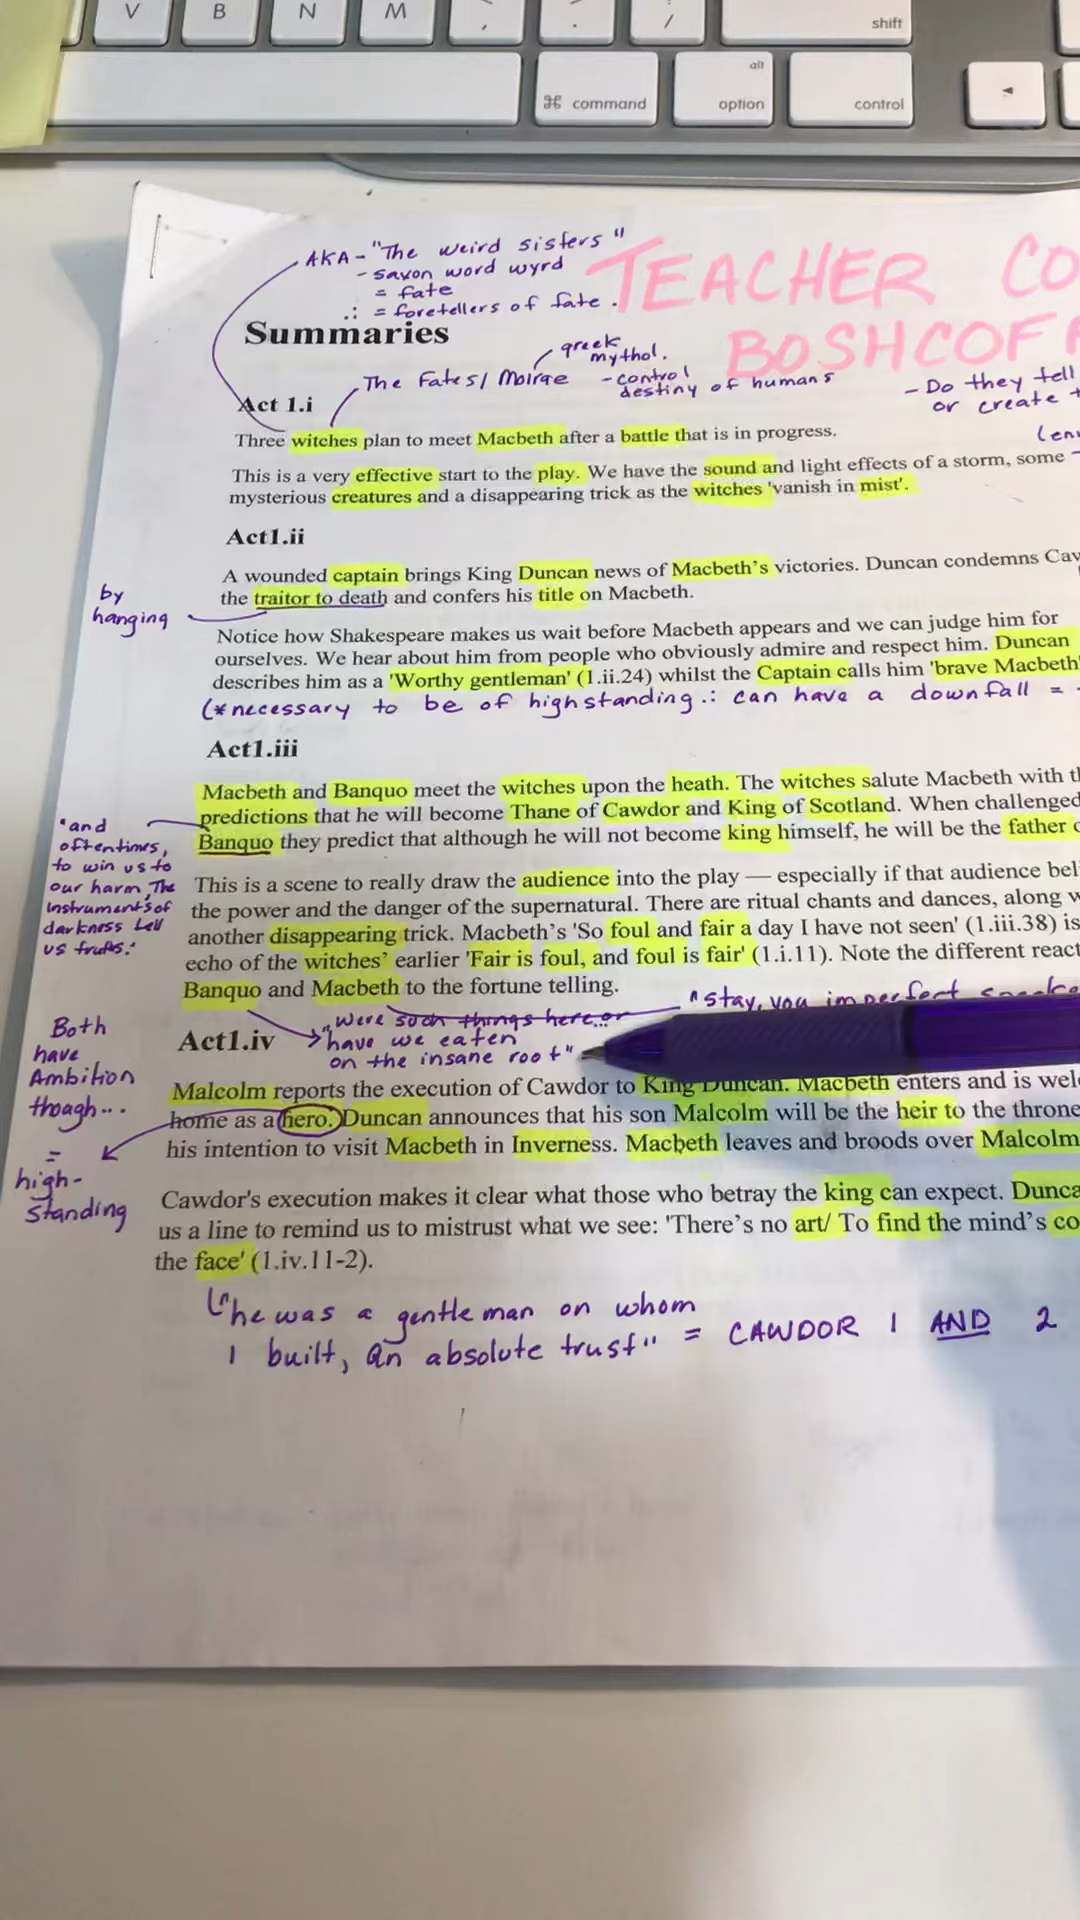 V B N M , . /
shift
⌘ command
alt
option
control
◄
AKA - "The weird sisters"
- saxon word wyrd
= fate
∴ = foretellers of fate.
TEACHER CO
BOSHCOF
Summaries
greek
mythol.
The Fates/ Moirae
- control
destiny of humans
- Do they tell
or create
Act 1.i
Three witches plan to meet Macbeth after a battle that is in progress.
This is a very effective start to the play. We have the sound and light effects of a storm, some
mysterious creatures and a disappearing trick as the witches 'vanish in mist'.
Act1.ii
A wounded captain brings King Duncan news of Macbeth's victories. Duncan condemns Caw
the traitor to death and confers his title on Macbeth.
by
hanging
Notice how Shakespeare makes us wait before Macbeth appears and we can judge him for
ourselves. We hear about him from people who obviously admire and respect him. Duncan
describes him as a 'Worthy gentleman' (1.ii.24) whilst the Captain calls him 'brave Macbeth'
(*necessary to be of highstanding ∴ can have a downfall =
Act1.iii
Macbeth and Banquo meet the witches upon the heath. The witches salute Macbeth with th
predictions that he will become Thane of Cawdor and King of Scotland. When challenged
Banquo they predict that although he will not become king himself, he will be the father o
"and
oftentimes,
to win us to
our harm, The
instruments of
darkness tell
us truths."
This is a scene to really draw the audience into the play — especially if that audience beli
the power and the danger of the supernatural. There are ritual chants and dances, along w
another disappearing trick. Macbeth's 'So foul and fair a day I have not seen' (1.iii.38) is
echo of the witches' earlier 'Fair is foul, and foul is fair' (1.i.11). Note the different react
Banquo and Macbeth to the fortune telling.
"stay, you imperfect speake
"Were such things here...or
have we eaten
on the insane root"
Both
have
Ambition
though...
Act1.iv
Malcolm reports the execution of Cawdor to King Duncan. Macbeth enters and is welc
home as a hero. Duncan announces that his son Malcolm will be the heir to the throne
his intention to visit Macbeth in Inverness. Macbeth leaves and broods over Malcolm
=
high-
standing
Cawdor's execution makes it clear what those who betray the king can expect. Dunca
us a line to remind us to mistrust what we see: 'There's no art/ To find the mind's co
the face' (1.iv.11-2).
"he was a gentleman on whom
I built, an absolute trust" = CAWDOR 1 AND 2